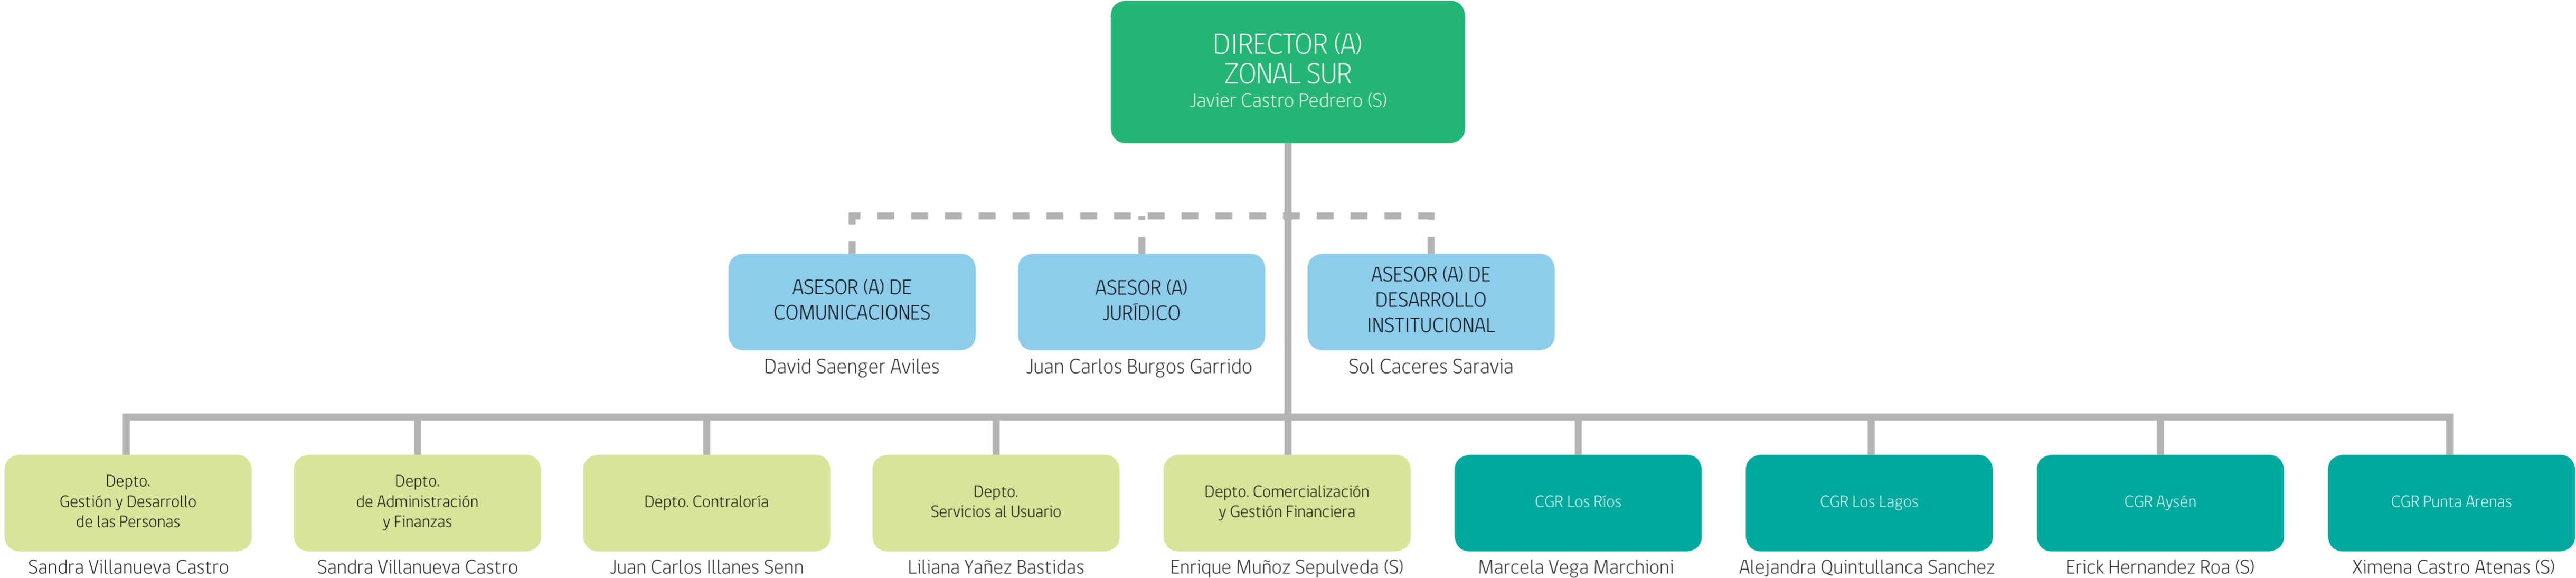 DIRECTOR (A)
ZONAL SUR
Javier Castro Pedrero (S)
ASESOR (A) DE
COMUNICACIONES
David Saenger Aviles
ASESOR (A)
JURÍDICO
Juan Carlos Burgos Garrido
ASESOR (A) DE
DESARROLLO
INSTITUCIONAL
Sol Caceres Saravia
Depto.
Gestión y Desarrollo
de las Personas
Sandra Villanueva Castro
Depto.
de Administración
y Finanzas
Sandra Villanueva Castro
Depto. Contraloría
Juan Carlos Illanes Senn
Depto.
Servicios al Usuario
Liliana Yañez Bastidas
Depto. Comercialización
y Gestión Financiera
Enrique Muñoz Sepulveda (S)
CGR Los Ríos
Marcela Vega Marchioni
CGR Los Lagos
Alejandra Quintullanca Sanchez
CGR Aysén
Erick Hernandez Roa (S)
CGR Punta Arenas
Ximena Castro Atenas (S)